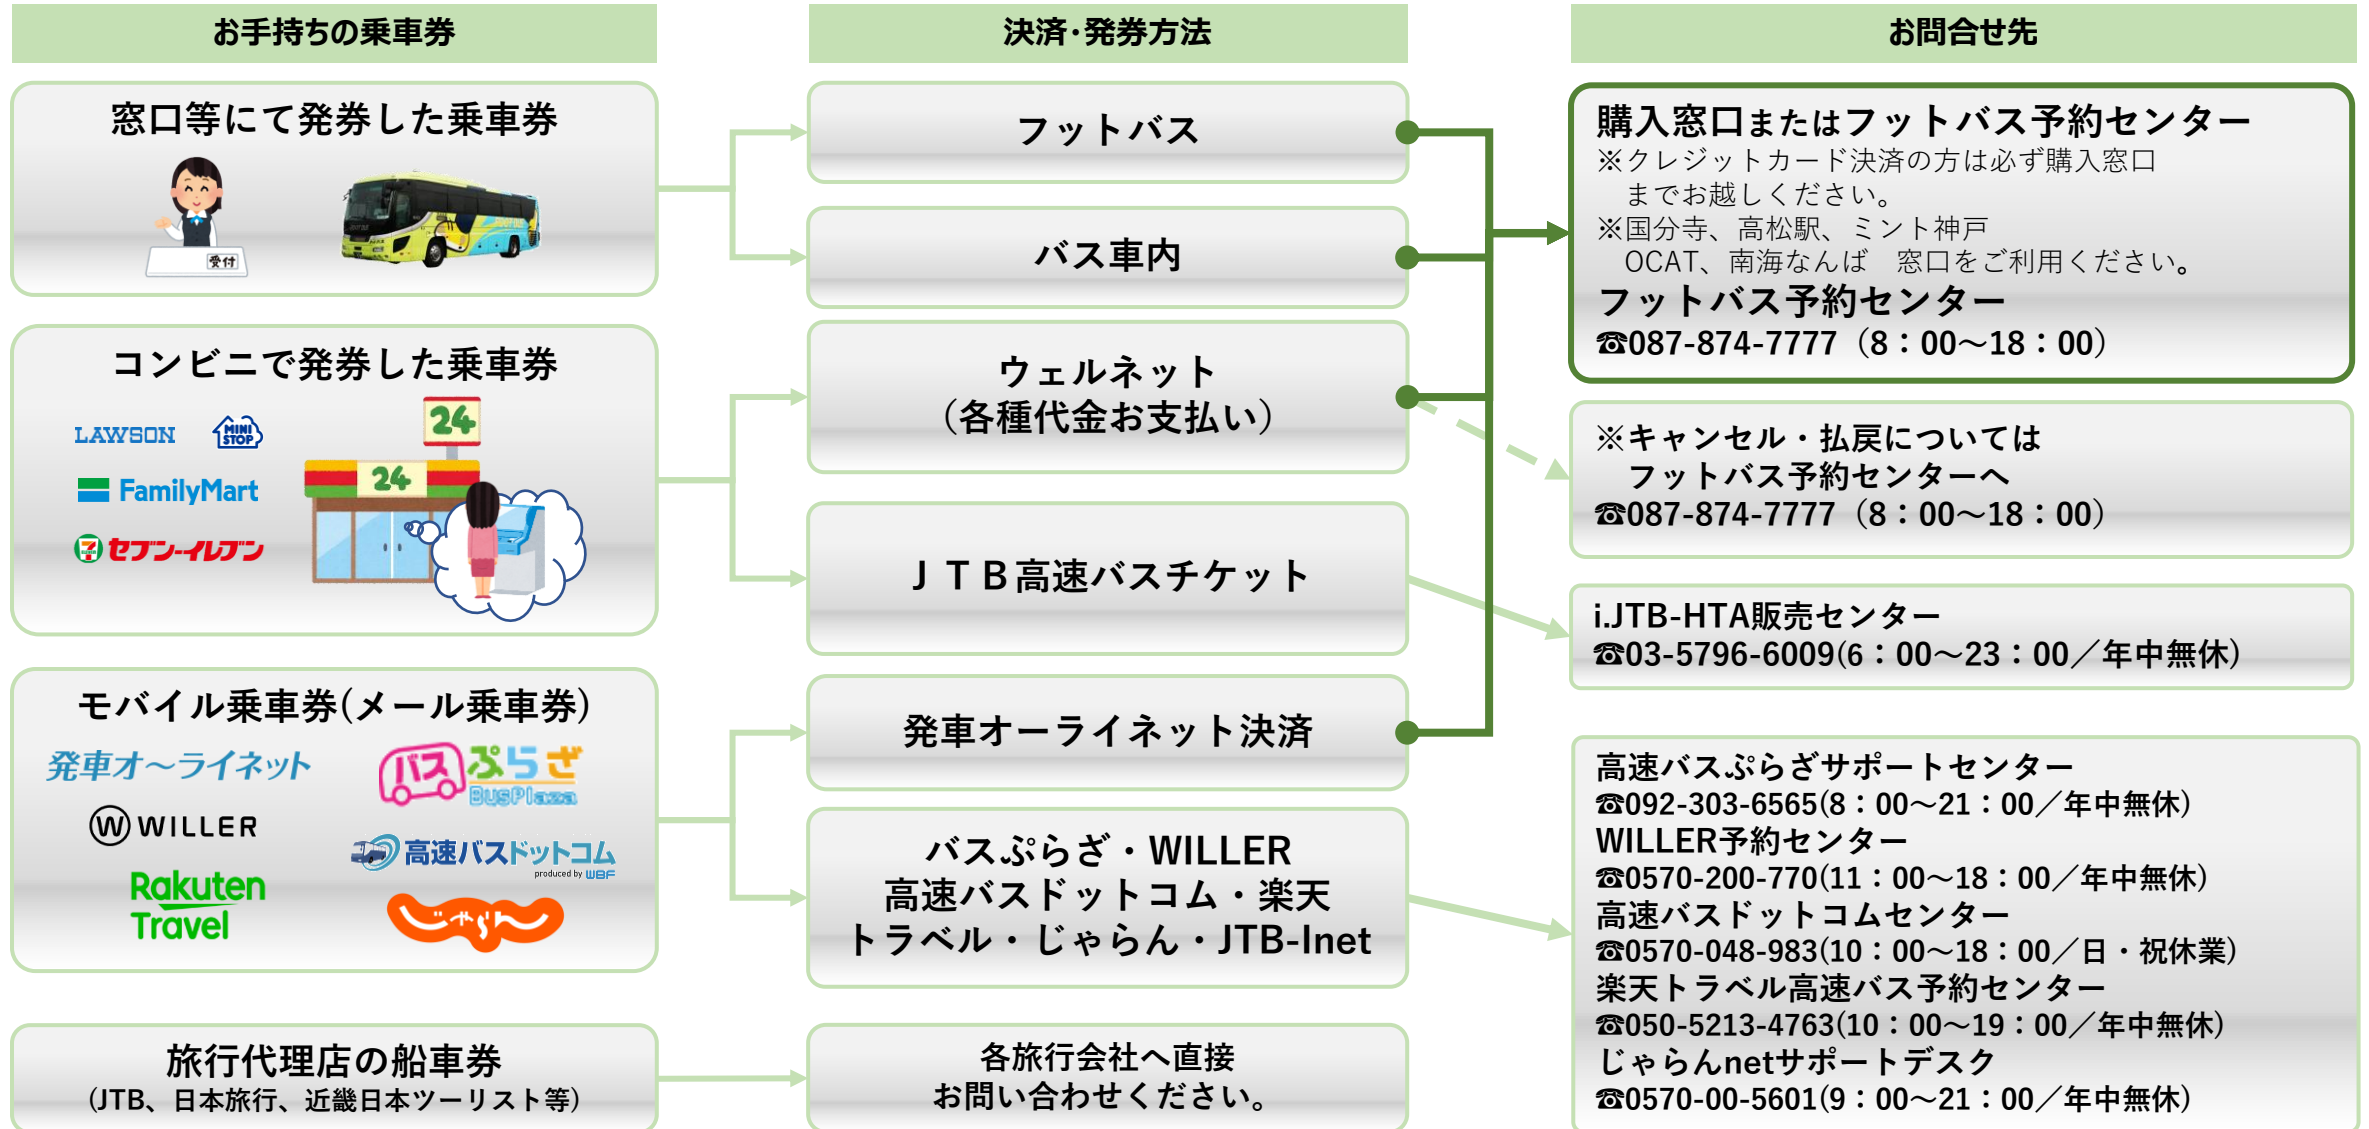 お手持ちの乗車券
決済･発券方法
お問合せ先
窓口等にて発券した乗車券
受付
コンビニで発券した乗車券
LAWSON
MINI
STOP
FamilyMart
7
セブン-イレブン
24
24
モバイル乗車券(メール乗車券)
発車オ～ライネット
バスぷらざ
BusPlaza
WILLER
高速バスドットコム
produced by WBF
Rakuten
Travel
じゃらん
旅行代理店の船車券
(JTB、日本旅行、近畿日本ツーリスト等)
フットバス
バス車内
ウェルネット
（各種代金お支払い）
ＪＴＢ高速バスチケット
発車オーライネット決済
バスぷらざ・WILLER
高速バスドットコム・楽天
トラベル・じゃらん・JTB-Inet
各旅行会社へ直接
お問い合わせください。
購入窓口またはフットバス予約センター
※クレジットカード決済の方は必ず購入窓口
までお越しください。
※国分寺、高松駅、ミント神戸
OCAT、南海なんば　窓口をご利用ください。
フットバス予約センター
☎087-874-7777（8：00～18：00）
※キャンセル・払戻については
フットバス予約センターへ
☎087-874-7777（8：00～18：00）
i.JTB-HTA販売センター
☎03-5796-6009(6：00～23：00／年中無休)
高速バスぷらざサポートセンター
☎092-303-6565(8：00～21：00／年中無休)
WILLER予約センター
☎0570-200-770(11：00～18：00／年中無休)
高速バスドットコムセンター
☎0570-048-983(10：00～18：00／日・祝休業)
楽天トラベル高速バス予約センター
☎050-5213-4763(10：00～19：00／年中無休)
じゃらんnetサポートデスク
☎0570-00-5601(9：00～21：00／年中無休)